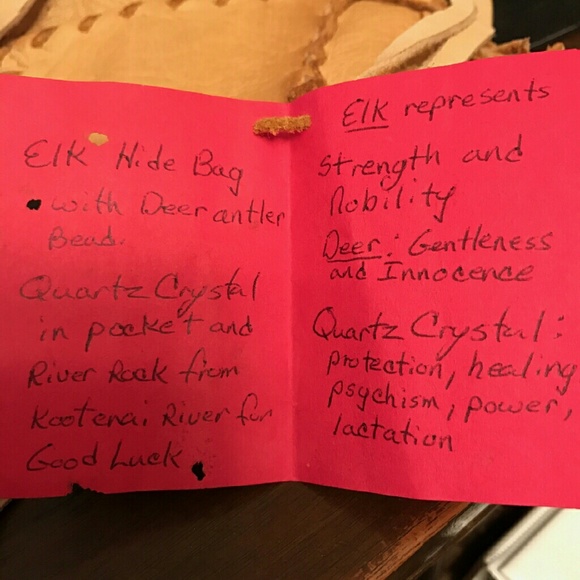 Elk Hide Bag
• with Deer antler
Bead.
Quartz Crystal
in pocket and
River Rock from
Kootenai River for
Good Luck
Elk represents
Strength and
Nobility
Deer: Gentleness
and Innocence
Quartz Crystal:
protection, healing
psychism, power,
lactation